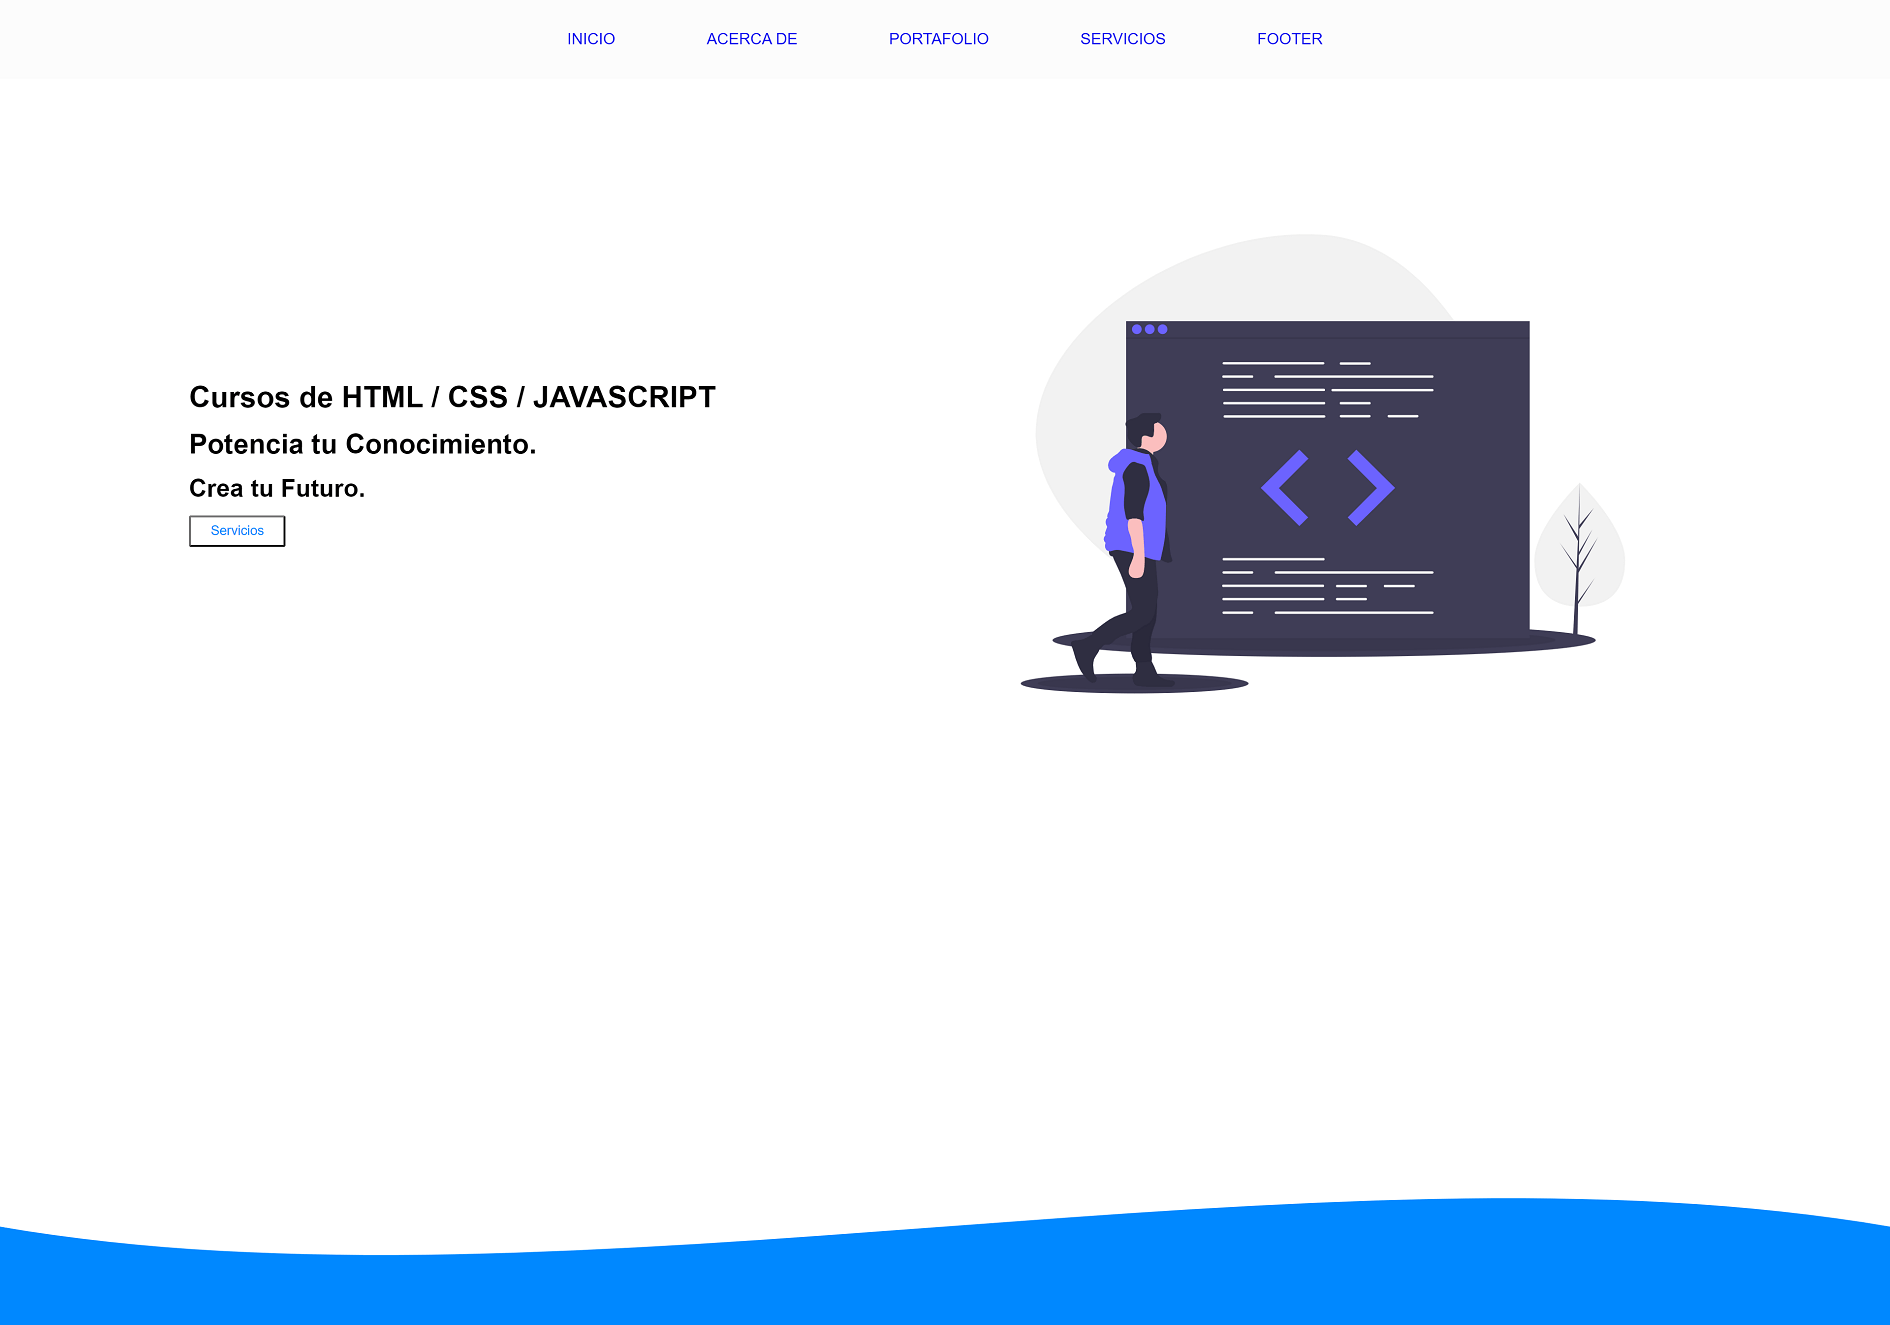 INICIO ACERCA DE PORTAFOLIO SERVICIOS FOOTER
Cursos de HTML / CSS / JAVASCRIPT
Potencia tu Conocimiento.
Crea tu Futuro.
Servicios